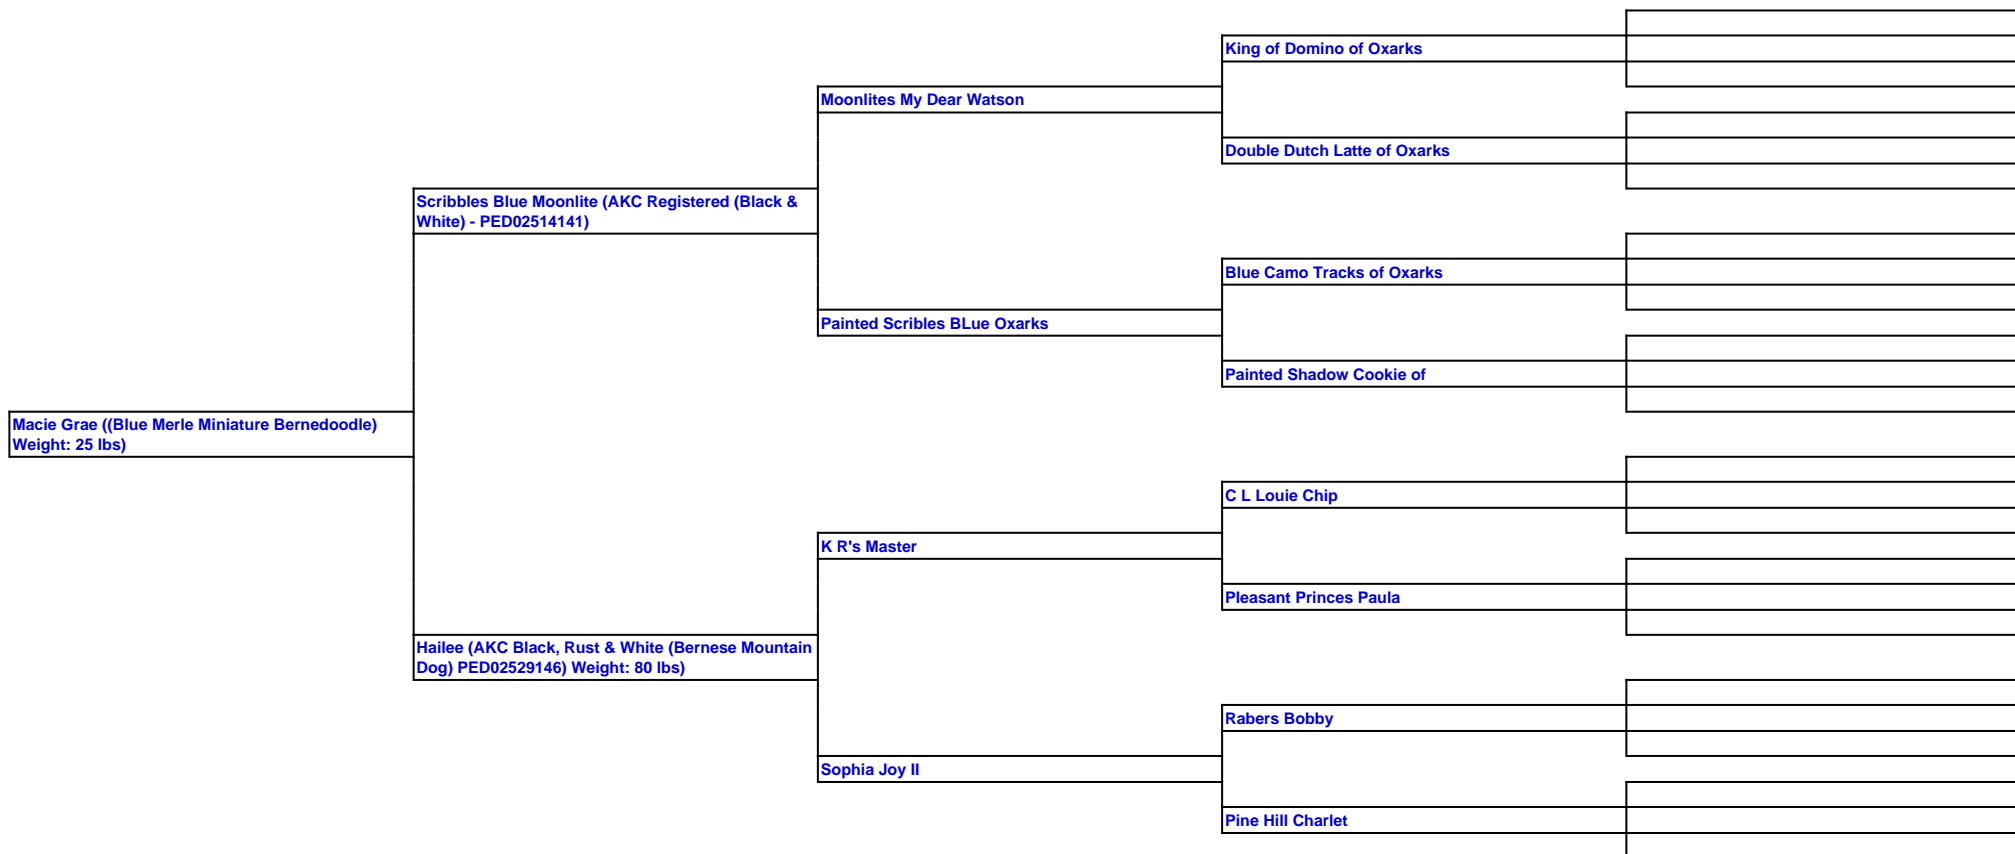 King of Domino of Oxarks
Moonlites My Dear Watson
Double Dutch Latte of Oxarks
Scribbles Blue Moonlite (AKC Registered (Black &
White) - PED02514141)
Blue Camo Tracks of Oxarks
Painted Scribles BLue Oxarks
Painted Shadow Cookie of
Macie Grae ((Blue Merle Miniature Bernedoodle)
Weight: 25 lbs)
C L Louie Chip
K R's Master
Pleasant Princes Paula
Hailee (AKC Black, Rust & White (Bernese Mountain
Dog) PED02529146) Weight: 80 lbs)
Rabers Bobby
Sophia Joy II
Pine Hill Charlet